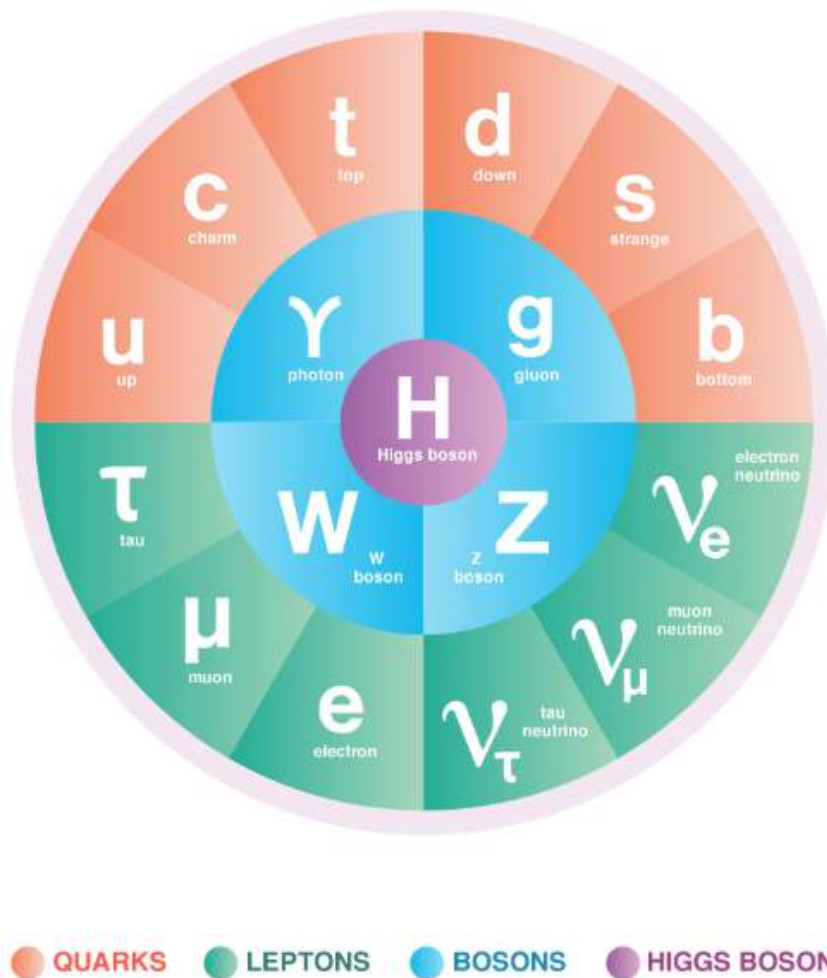 t
top
d
down
c
charm
s
strange
u
up
b
bottom
γ
photon
g
gluon
H
Higgs boson
τ
tau
W
W
boson
Z
Z
boson
νe
electron
neutrino
μ
muon
νμ
muon
neutrino
e
electron
ντ
tau
neutrino
QUARKS LEPTONS BOSONS HIGGS BOSON